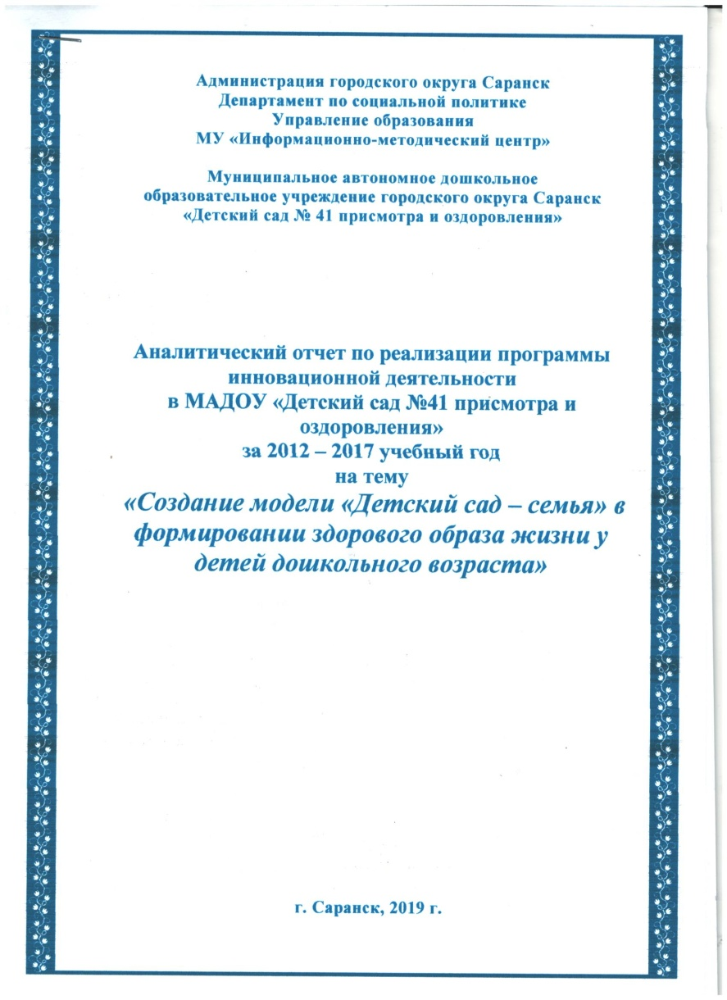 Администрация городского округа Саранск
Департамент по социальной политике
Управление образования
МУ «Информационно-методический центр»
Муниципальное автономное дошкольное
образовательное учреждение городского округа Саранск
«Детский сад № 41 присмотра и оздоровления»
Аналитический отчет по реализации программы
инновационной деятельности
в МАДОУ «Детский сад №41 присмотра и
оздоровления»
за 2012 – 2017 учебный год
на тему
«Создание модели «Детский сад – семья» в
формировании здорового образа жизни у
детей дошкольного возраста»
г. Саранск, 2019 г.